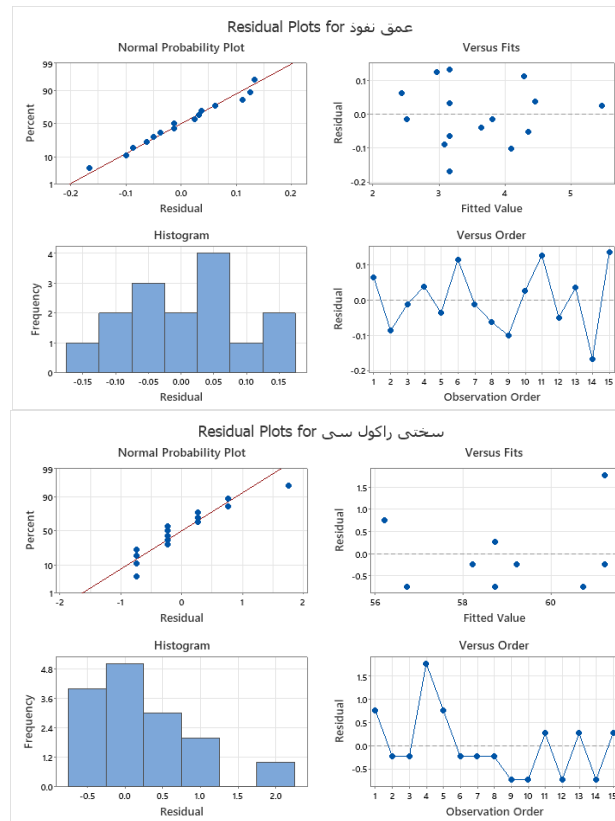 Residual Plots for عمق نفوذ
Normal Probability Plot
Versus Fits
99
90
50
10
1
Percent
-0.2 -0.1 0.0 0.1 0.2
Residual
0.1
0.0
-0.1
-0.2
Residual
2 3 4 5
Fitted Value
Histogram
Versus Order
4
3
2
1
0
Frequency
-0.15 -0.10 -0.05 0.00 0.05 0.10 0.15
Residual
0.1
0.0
-0.1
-0.2
Residual
1 2 3 4 5 6 7 8 9 10 11 12 13 14 15
Observation Order
Residual Plots for سختی راکول سی
Normal Probability Plot
Versus Fits
99
90
50
10
1
Percent
-2 -1 0 1 2
Residual
1.5
1.0
0.5
0.0
-0.5
Residual
56 58 60
Fitted Value
Histogram
Versus Order
4.8
3.6
2.4
1.2
0.0
Frequency
-0.5 0.0 0.5 1.0 1.5 2.0
Residual
1.5
1.0
0.5
0.0
-0.5
Residual
1 2 3 4 5 6 7 8 9 10 11 12 13 14 15
Observation Order